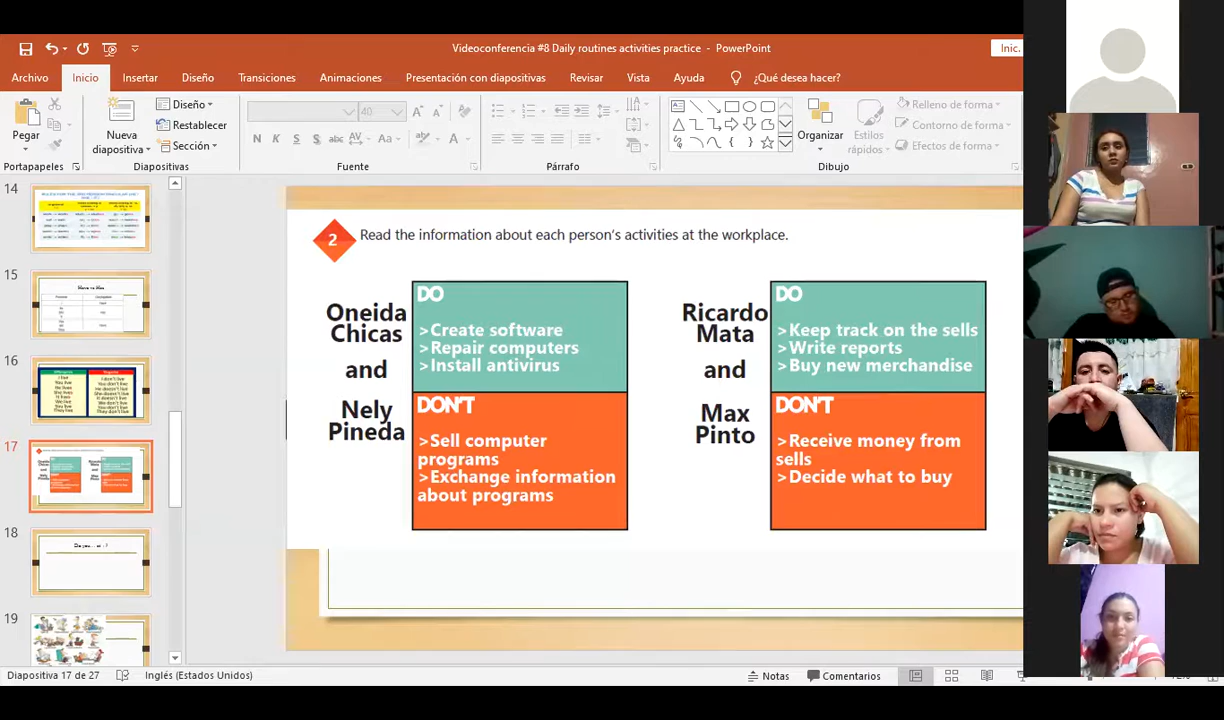 Videoconferencia #8 Daily routines activities practice - PowerPoint
Inic.
Archivo Inicio Insertar Diseño Transiciones Animaciones Presentación con diapositivas Revisar Vista Ayuda ¿Qué desea hacer?
Pegar
Portapapeles
Nueva
diapositiva
Diseño
Restablecer
Sección
Diapositivas
40
N K S S abc AV Aa A
Fuente
Párrafo
Organizar
Estilos
rápidos
Relleno de forma
Contorno de forma
Efectos de forma
Dibujo
14
15
16
17
18
19
2
Read the information about each person's activities at the workplace.
Oneida
Chicas
and
Nely
Pineda
DO
>Create software
>Repair computers
>Install antivirus
DON'T
>Sell computer
programs
>Exchange information
about programs
Ricardo
Mata
and
Max
Pinto
DO
>Keep track on the sells
>Write reports
>Buy new merchandise
DON'T
>Receive money from
sells
>Decide what to buy
Diapositiva 17 de 27 Inglés (Estados Unidos) Notas Comentarios